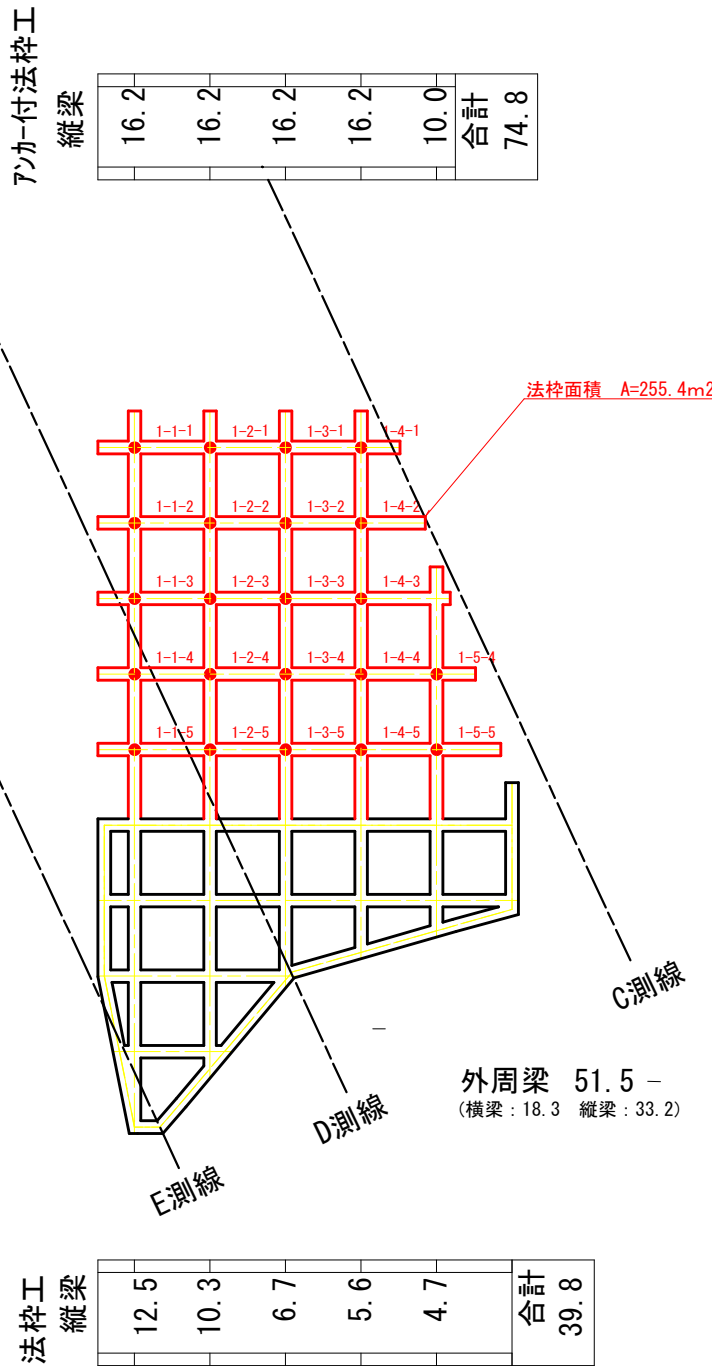 アンカー付法枠工
縦梁
16.2
16.2
16.2
16.2
10.0
合計
74.8
法枠面積 A=255.4m2
1-1-1 1-2-1 1-3-1 1-4-1
1-1-2 1-2-2 1-3-2 1-4-2
1-1-3 1-2-3 1-3-3 1-4-3
1-1-4 1-2-4 1-3-4 1-4-4 1-5-4
1-1-5 1-2-5 1-3-5 1-4-5 1-5-5
C測線
D測線
E測線
外周梁 51.5
(横梁：18.3 縦梁：33.2)
法枠工
縦梁
12.5
10.3
6.7
5.6
4.7
合計
39.8